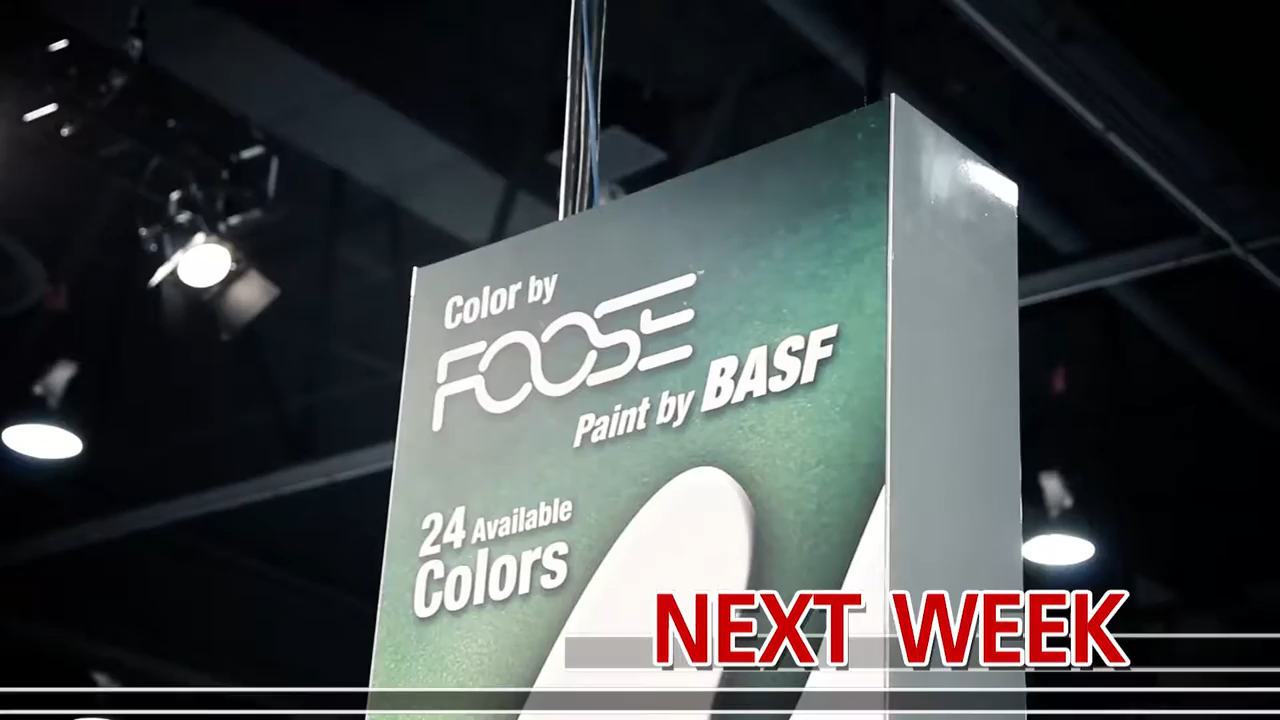 Color by
FOOSE
Paint by BASF
24 Available
Colors
NEXT WEEK